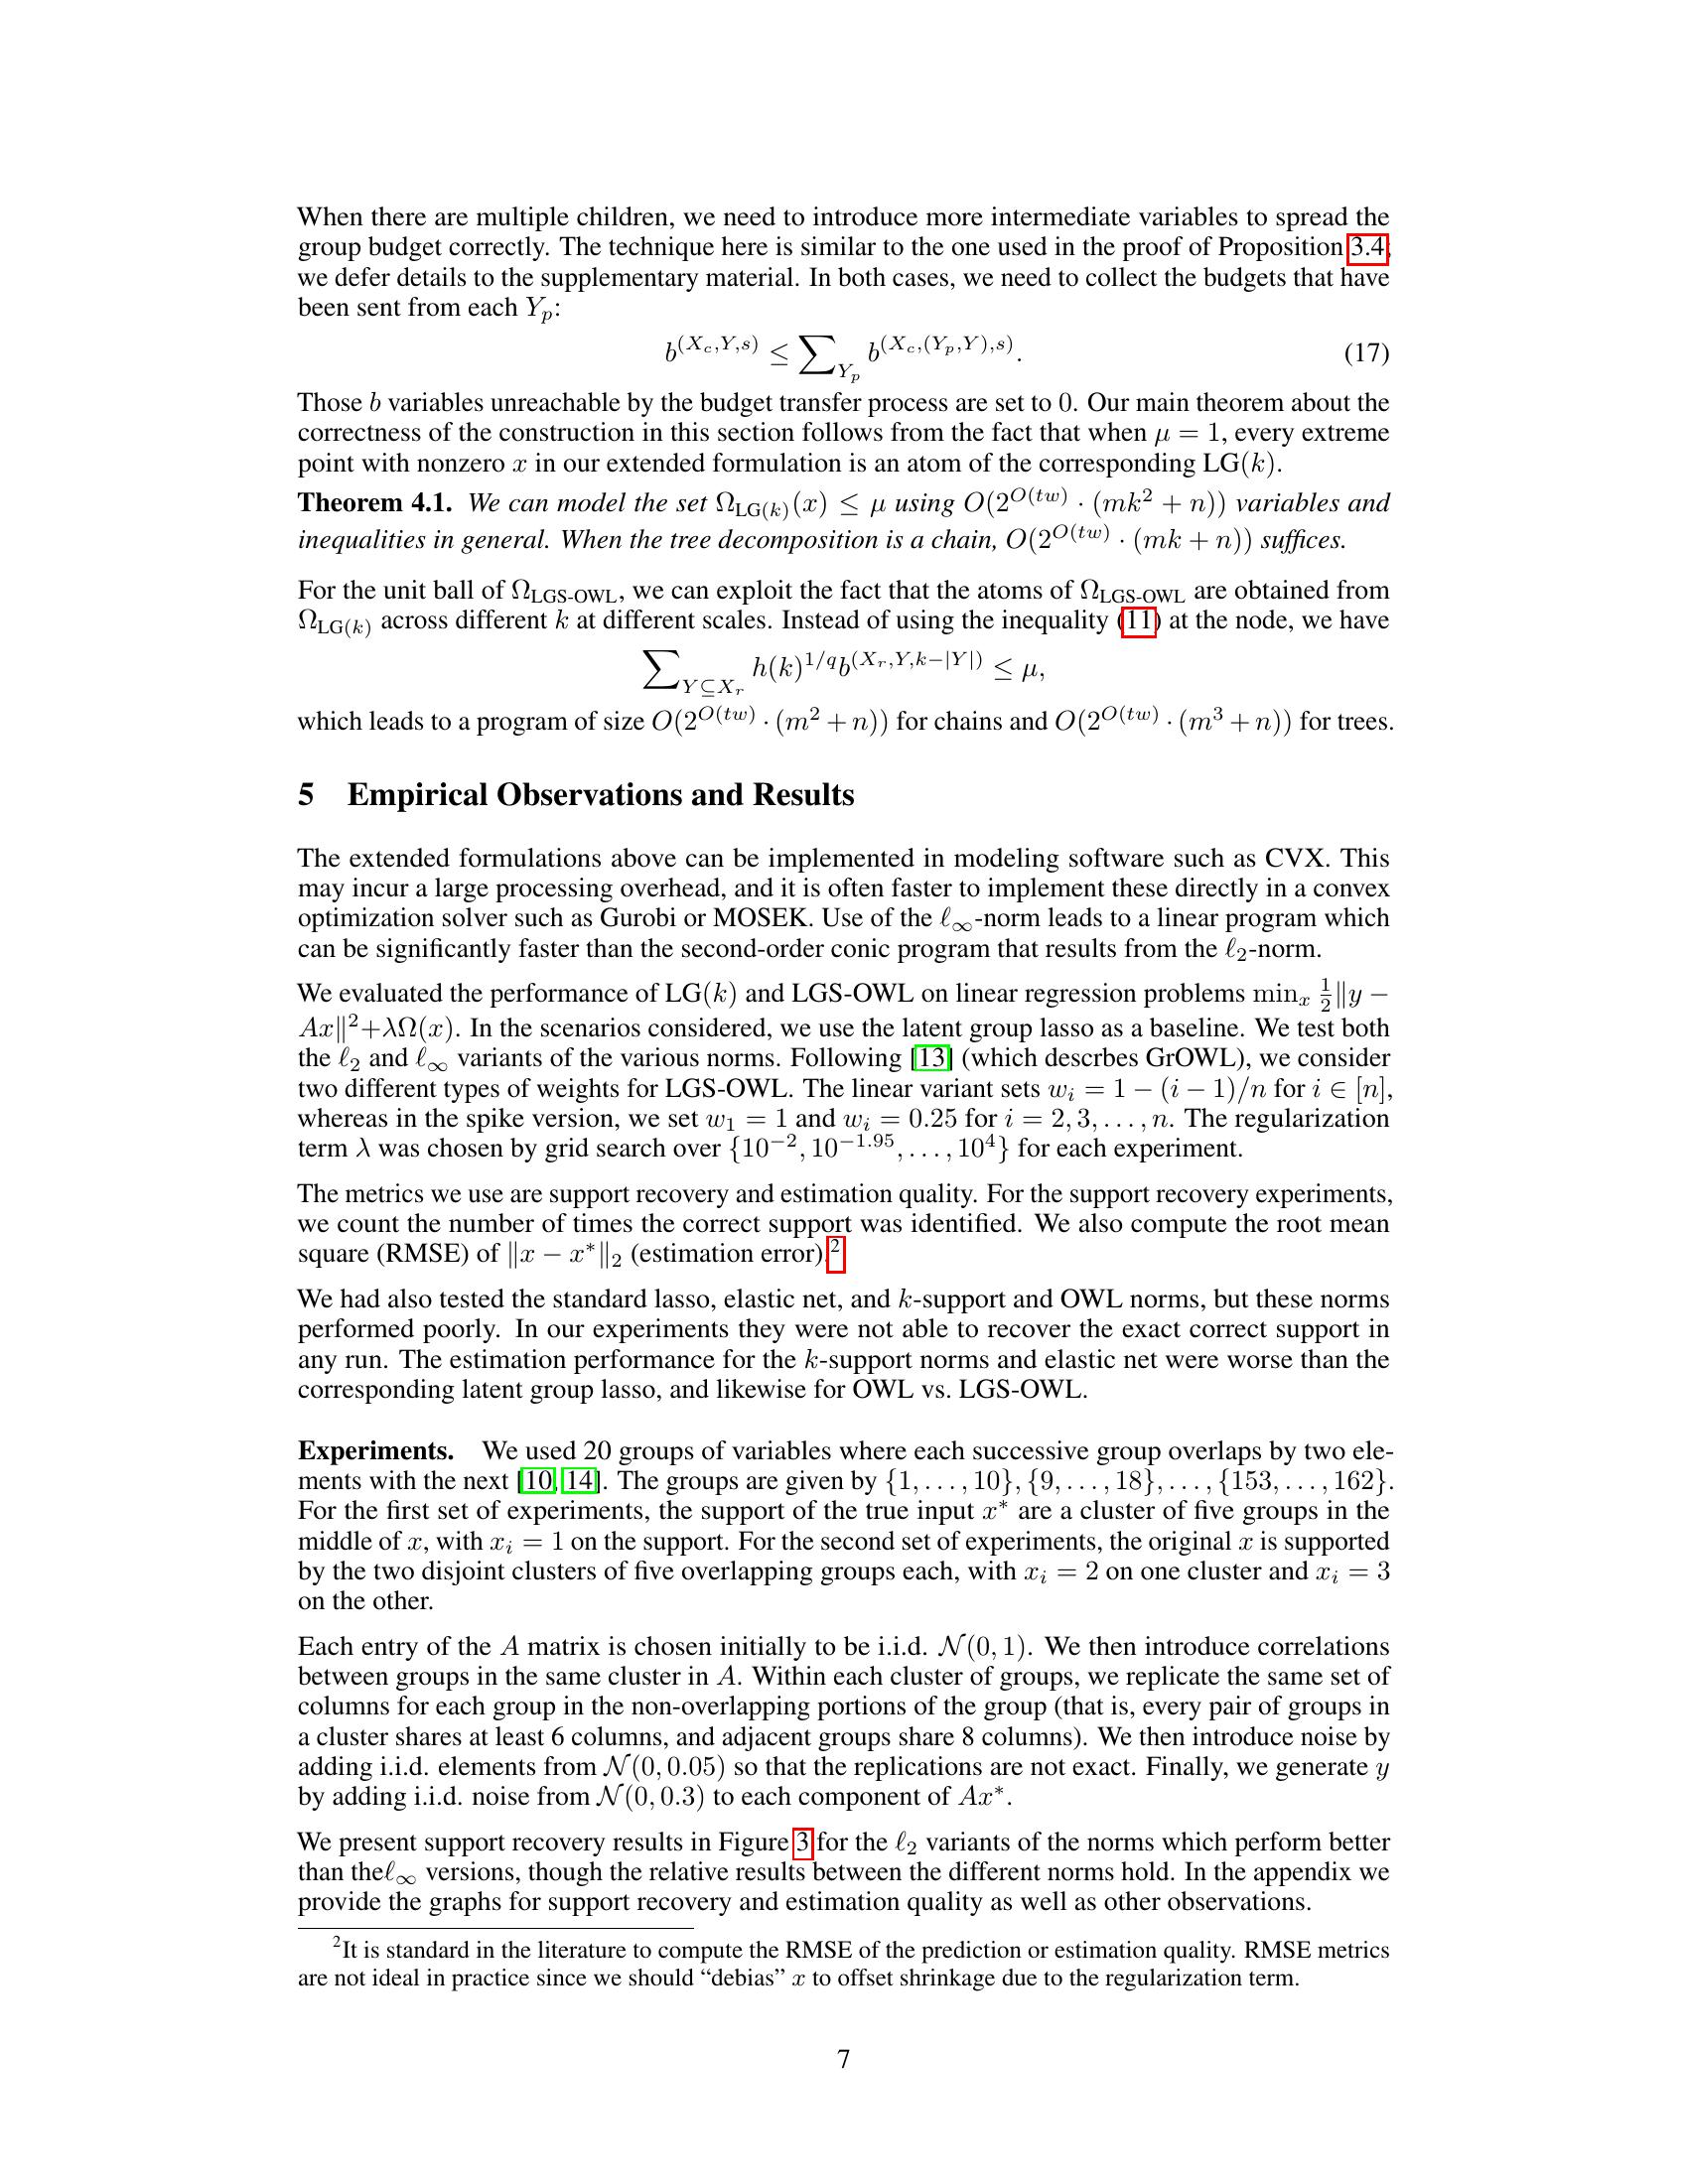 When there are multiple children, we need to introduce more intermediate variables to spread the
group budget correctly. The technique here is similar to the one used in the proof of Proposition 3.4;
we defer details to the supplementary material. In both cases, we need to collect the budgets that have
been sent from each $Y_p$:
$b^{(X_c,Y,s)} \leq \sum_{Y_p} b^{(X_c,(Y_p,Y),s)}.$ (17)
Those $b$ variables unreachable by the budget transfer process are set to 0. Our main theorem about the
correctness of the construction in this section follows from the fact that when $\mu = 1$, every extreme
point with nonzero $x$ in our extended formulation is an atom of the corresponding LG($k$).
Theorem 4.1. We can model the set $\Omega_{\text{LG}(k)}(x) \leq \mu$ using $O(2^{O(tw)} \cdot (mk^2 + n))$ variables and
inequalities in general. When the tree decomposition is a chain, $O(2^{O(tw)} \cdot (mk + n))$ suffices.
For the unit ball of $\Omega_{\text{LGS-OWL}}$, we can exploit the fact that the atoms of $\Omega_{\text{LGS-OWL}}$ are obtained from
$\Omega_{\text{LG}(k)}$ across different $k$ at different scales. Instead of using the inequality (11) at the node, we have
$\sum_{Y \subseteq X_r} h(k)^{1/q} b^{(X_r,Y,k-|Y|)} \leq \mu,$
which leads to a program of size $O(2^{O(tw)} \cdot (m^2 + n))$ for chains and $O(2^{O(tw)} \cdot (m^3 + n))$ for trees.
5 Empirical Observations and Results
The extended formulations above can be implemented in modeling software such as CVX. This
may incur a large processing overhead, and it is often faster to implement these directly in a convex
optimization solver such as Gurobi or MOSEK. Use of the $\ell_\infty$-norm leads to a linear program which
can be significantly faster than the second-order conic program that results from the $\ell_2$-norm.
We evaluated the performance of LG($k$) and LGS-OWL on linear regression problems $\min_x \frac{1}{2}\|y -$
$Ax\|^2 + \lambda\Omega(x)$. In the scenarios considered, we use the latent group lasso as a baseline. We test both
the $\ell_2$ and $\ell_\infty$ variants of the various norms. Following [13] (which descrbes GrOWL), we consider
two different types of weights for LGS-OWL. The linear variant sets $w_i = 1 - (i - 1)/n$ for $i \in [n]$,
whereas in the spike version, we set $w_1 = 1$ and $w_i = 0.25$ for $i = 2, 3, \ldots, n$. The regularization
term $\lambda$ was chosen by grid search over $\{10^{-2}, 10^{-1.95}, \ldots, 10^4\}$ for each experiment.
The metrics we use are support recovery and estimation quality. For the support recovery experiments,
we count the number of times the correct support was identified. We also compute the root mean
square (RMSE) of $\|x - x^*\|_2$ (estimation error).²
We had also tested the standard lasso, elastic net, and $k$-support and OWL norms, but these norms
performed poorly. In our experiments they were not able to recover the exact correct support in
any run. The estimation performance for the $k$-support norms and elastic net were worse than the
corresponding latent group lasso, and likewise for OWL vs. LGS-OWL.
Experiments. We used 20 groups of variables where each successive group overlaps by two ele-
ments with the next [10, 14]. The groups are given by $\{1, \ldots, 10\}, \{9, \ldots, 18\}, \ldots, \{153, \ldots, 162\}$.
For the first set of experiments, the support of the true input $x^*$ are a cluster of five groups in the
middle of $x$, with $x_i = 1$ on the support. For the second set of experiments, the original $x$ is supported
by the two disjoint clusters of five overlapping groups each, with $x_i = 2$ on one cluster and $x_i = 3$
on the other.
Each entry of the $A$ matrix is chosen initially to be i.i.d. $\mathcal{N}(0, 1)$. We then introduce correlations
between groups in the same cluster in $A$. Within each cluster of groups, we replicate the same set of
columns for each group in the non-overlapping portions of the group (that is, every pair of groups in
a cluster shares at least 6 columns, and adjacent groups share 8 columns). We then introduce noise by
adding i.i.d. elements from $\mathcal{N}(0, 0.05)$ so that the replications are not exact. Finally, we generate $y$
by adding i.i.d. noise from $\mathcal{N}(0, 0.3)$ to each component of $Ax^*$.
We present support recovery results in Figure 3 for the $\ell_2$ variants of the norms which perform better
than the$\ell_\infty$ versions, though the relative results between the different norms hold. In the appendix we
provide the graphs for support recovery and estimation quality as well as other observations.
²It is standard in the literature to compute the RMSE of the prediction or estimation quality. RMSE metrics
are not ideal in practice since we should “debias” $x$ to offset shrinkage due to the regularization term.
7